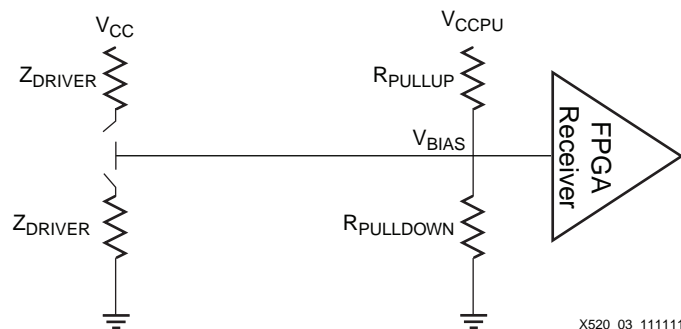 VCC
VCCPU
ZDRIVER
RPULLUP
VBIAS
FPGA
Receiver
ZDRIVER
RPULLDOWN
X520_03_111111